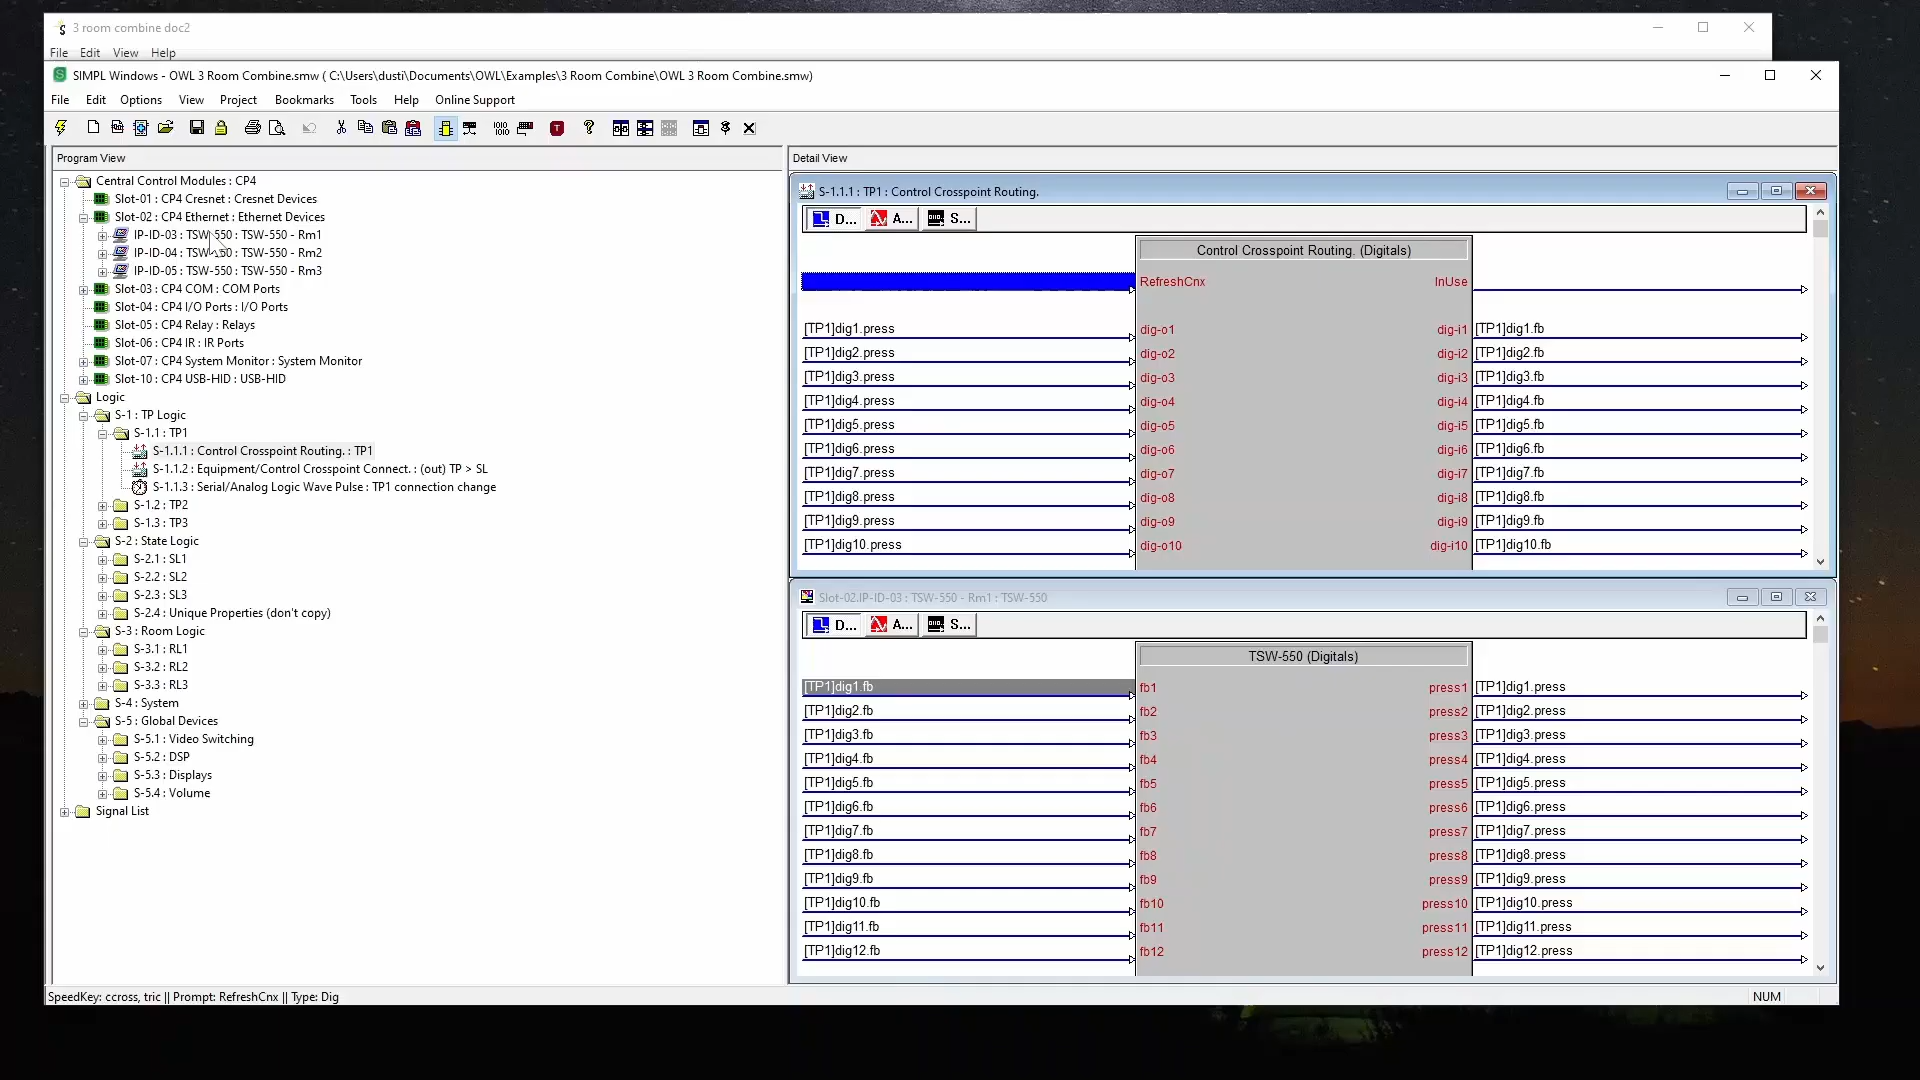 3 room combine doc2
File Edit View Help
SIMPL Windows - OWL 3 Room Combine.smw ( C:\Users\dusti\Documents\OWL\Examples\3 Room Combine\OWL 3 Room Combine.smw)
File Edit Options View Project Bookmarks Tools Help Online Support
Program View
Central Control Modules : CP4
Slot-01 : CP4 Cresnet : Cresnet Devices
Slot-02 : CP4 Ethernet : Ethernet Devices
IP-ID-03 : TSW-550 : TSW-550 - Rm1
IP-ID-04 : TSW-550 : TSW-550 - Rm2
IP-ID-05 : TSW-550 : TSW-550 - Rm3
Slot-03 : CP4 COM : COM Ports
Slot-04 : CP4 I/O Ports : I/O Ports
Slot-05 : CP4 Relay : Relays
Slot-06 : CP4 IR : IR Ports
Slot-07 : CP4 System Monitor : System Monitor
Slot-10 : CP4 USB-HID : USB-HID
Logic
S-1 : TP Logic
S-1.1 : TP1
S-1.1.1 : Control Crosspoint Routing. : TP1
S-1.1.2 : Equipment/Control Crosspoint Connect. : (out) TP > SL
S-1.1.3 : Serial/Analog Logic Wave Pulse : TP1 connection change
S-1.2 : TP2
S-1.3 : TP3
S-2 : State Logic
S-2.1 : SL1
S-2.2 : SL2
S-2.3 : SL3
S-2.4 : Unique Properties (don't copy)
S-3 : Room Logic
S-3.1 : RL1
S-3.2 : RL2
S-3.3 : RL3
S-4 : System
S-5 : Global Devices
S-5.1 : Video Switching
S-5.2 : DSP
S-5.3 : Displays
S-5.4 : Volume
Signal List
Detail View
S-1.1.1 : TP1 : Control Crosspoint Routing.
D... A... S...
Control Crosspoint Routing. (Digitals)
RefreshCnx InUse
[TP1]dig1.press dig-o1 dig-i1 [TP1]dig1.fb
[TP1]dig2.press dig-o2 dig-i2 [TP1]dig2.fb
[TP1]dig3.press dig-o3 dig-i3 [TP1]dig3.fb
[TP1]dig4.press dig-o4 dig-i4 [TP1]dig4.fb
[TP1]dig5.press dig-o5 dig-i5 [TP1]dig5.fb
[TP1]dig6.press dig-o6 dig-i6 [TP1]dig6.fb
[TP1]dig7.press dig-o7 dig-i7 [TP1]dig7.fb
[TP1]dig8.press dig-o8 dig-i8 [TP1]dig8.fb
[TP1]dig9.press dig-o9 dig-i9 [TP1]dig9.fb
[TP1]dig10.press dig-o10 dig-i10 [TP1]dig10.fb
Slot-02.IP-ID-03 : TSW-550 - Rm1 : TSW-550
D... A... S...
TSW-550 (Digitals)
[TP1]dig1.fb fb1 press1 [TP1]dig1.press
[TP1]dig2.fb fb2 press2 [TP1]dig2.press
[TP1]dig3.fb fb3 press3 [TP1]dig3.press
[TP1]dig4.fb fb4 press4 [TP1]dig4.press
[TP1]dig5.fb fb5 press5 [TP1]dig5.press
[TP1]dig6.fb fb6 press6 [TP1]dig6.press
[TP1]dig7.fb fb7 press7 [TP1]dig7.press
[TP1]dig8.fb fb8 press8 [TP1]dig8.press
[TP1]dig9.fb fb9 press9 [TP1]dig9.press
[TP1]dig10.fb fb10 press10 [TP1]dig10.press
[TP1]dig11.fb fb11 press11 [TP1]dig11.press
[TP1]dig12.fb fb12 press12 [TP1]dig12.press
SpeedKey: ccross, tric || Prompt: RefreshCnx || Type: Dig
NUM